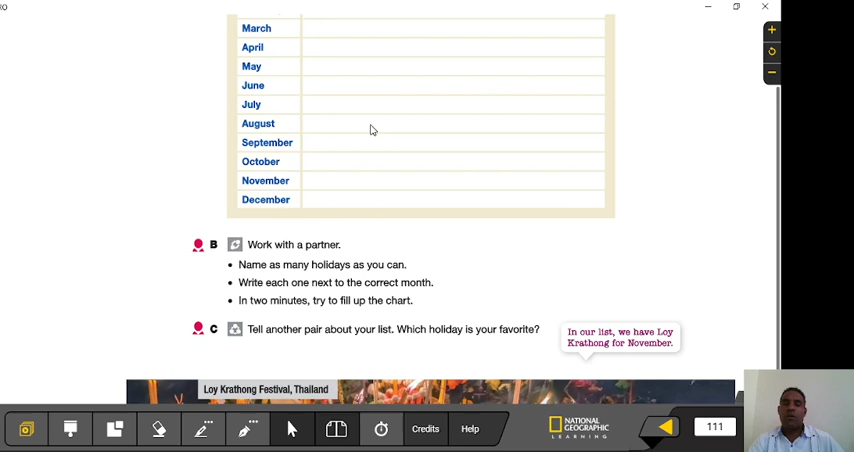 March
April
May
June
July
August
September
October
November
December
B Work with a partner.
• Name as many holidays as you can.
• Write each one next to the correct month.
• In two minutes, try to fill up the chart.
C Tell another pair about your list. Which holiday is your favorite?
In our list, we have Loy
Krathong for November.
Loy Krathong Festival, Thailand
Credits
Help
NATIONAL
GEOGRAPHIC
LEARNING
111